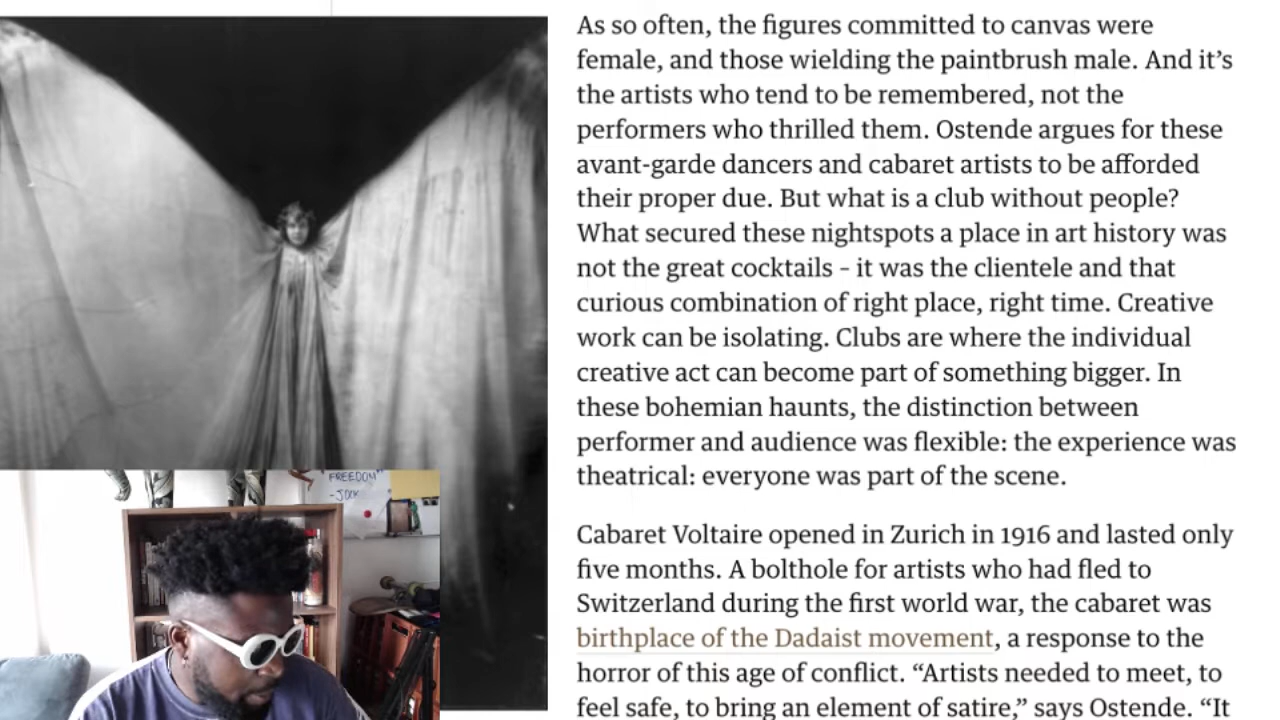 As so often, the figures committed to canvas were
female, and those wielding the paintbrush male. And it’s
the artists who tend to be remembered, not the
performers who thrilled them. Ostende argues for these
avant-garde dancers and cabaret artists to be afforded
their proper due. But what is a club without people?
What secured these nightspots a place in art history was
not the great cocktails – it was the clientele and that
curious combination of right place, right time. Creative
work can be isolating. Clubs are where the individual
creative act can become part of something bigger. In
these bohemian haunts, the distinction between
performer and audience was flexible: the experience was
theatrical: everyone was part of the scene.
Cabaret Voltaire opened in Zurich in 1916 and lasted only
five months. A bolthole for artists who had fled to
Switzerland during the first world war, the cabaret was
birthplace of the Dadaist movement, a response to the
horror of this age of conflict. “Artists needed to meet, to
feel safe, to bring an element of satire,” says Ostende. “It
FREEDOM”